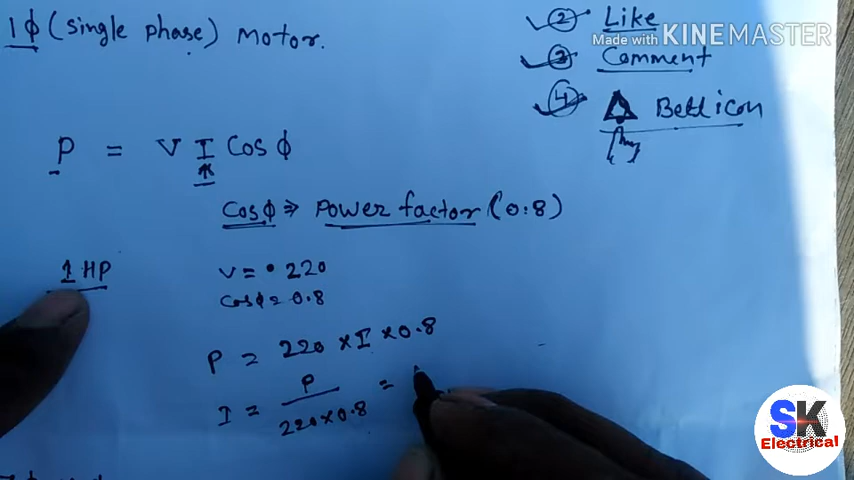 1ϕ (single phase) motor.
② Like
Made with KINEMASTER
③ Comment
④ Bell icon
P = V I Cosϕ
Cosϕ ⇒ Power factor (0.8)
1 HP
V = 220
Cosϕ = 0.8
P = 220 × I × 0.8
I = P / 220 × 0.8 =
SK
Electrical